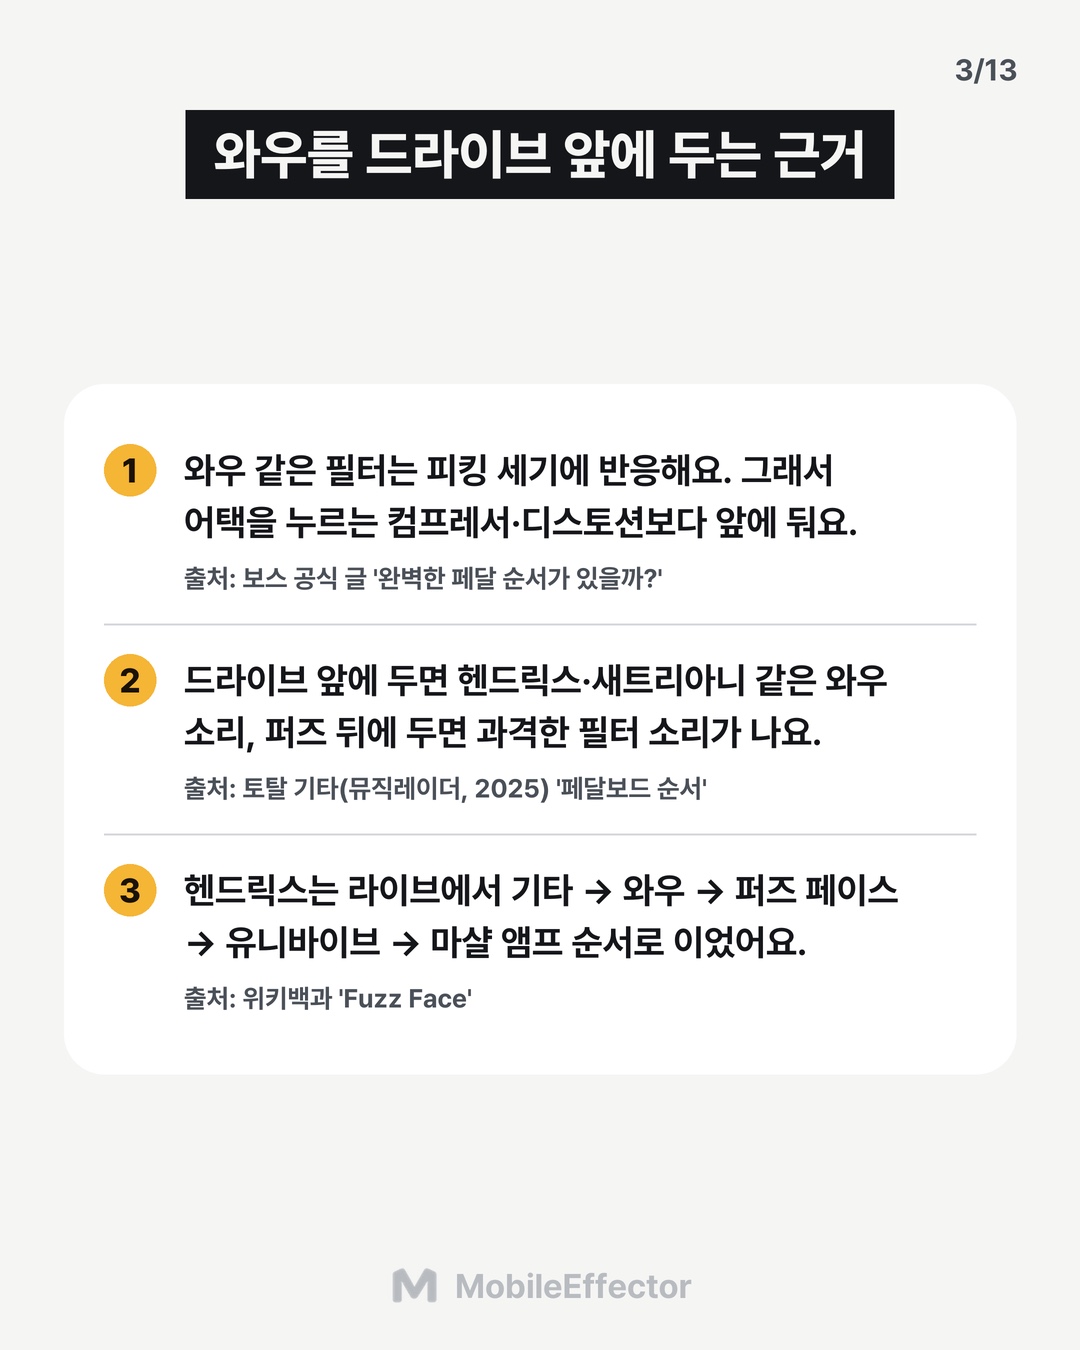 3/13
와우를 드라이브 앞에 두는 근거
1 와우 같은 필터는 피킹 세기에 반응해요. 그래서
어택을 누르는 컴프레서·디스토션보다 앞에 둬요.
출처: 보스 공식 글 '완벽한 페달 순서가 있을까?'
2 드라이브 앞에 두면 헨드릭스·새트리아니 같은 와우
소리, 퍼즈 뒤에 두면 과격한 필터 소리가 나요.
출처: 토탈 기타(뮤직레이더, 2025) '페달보드 순서'
3 헨드릭스는 라이브에서 기타 → 와우 → 퍼즈 페이스
→ 유니바이브 → 마샬 앰프 순서로 이었어요.
출처: 위키백과 'Fuzz Face'
MobileEffector